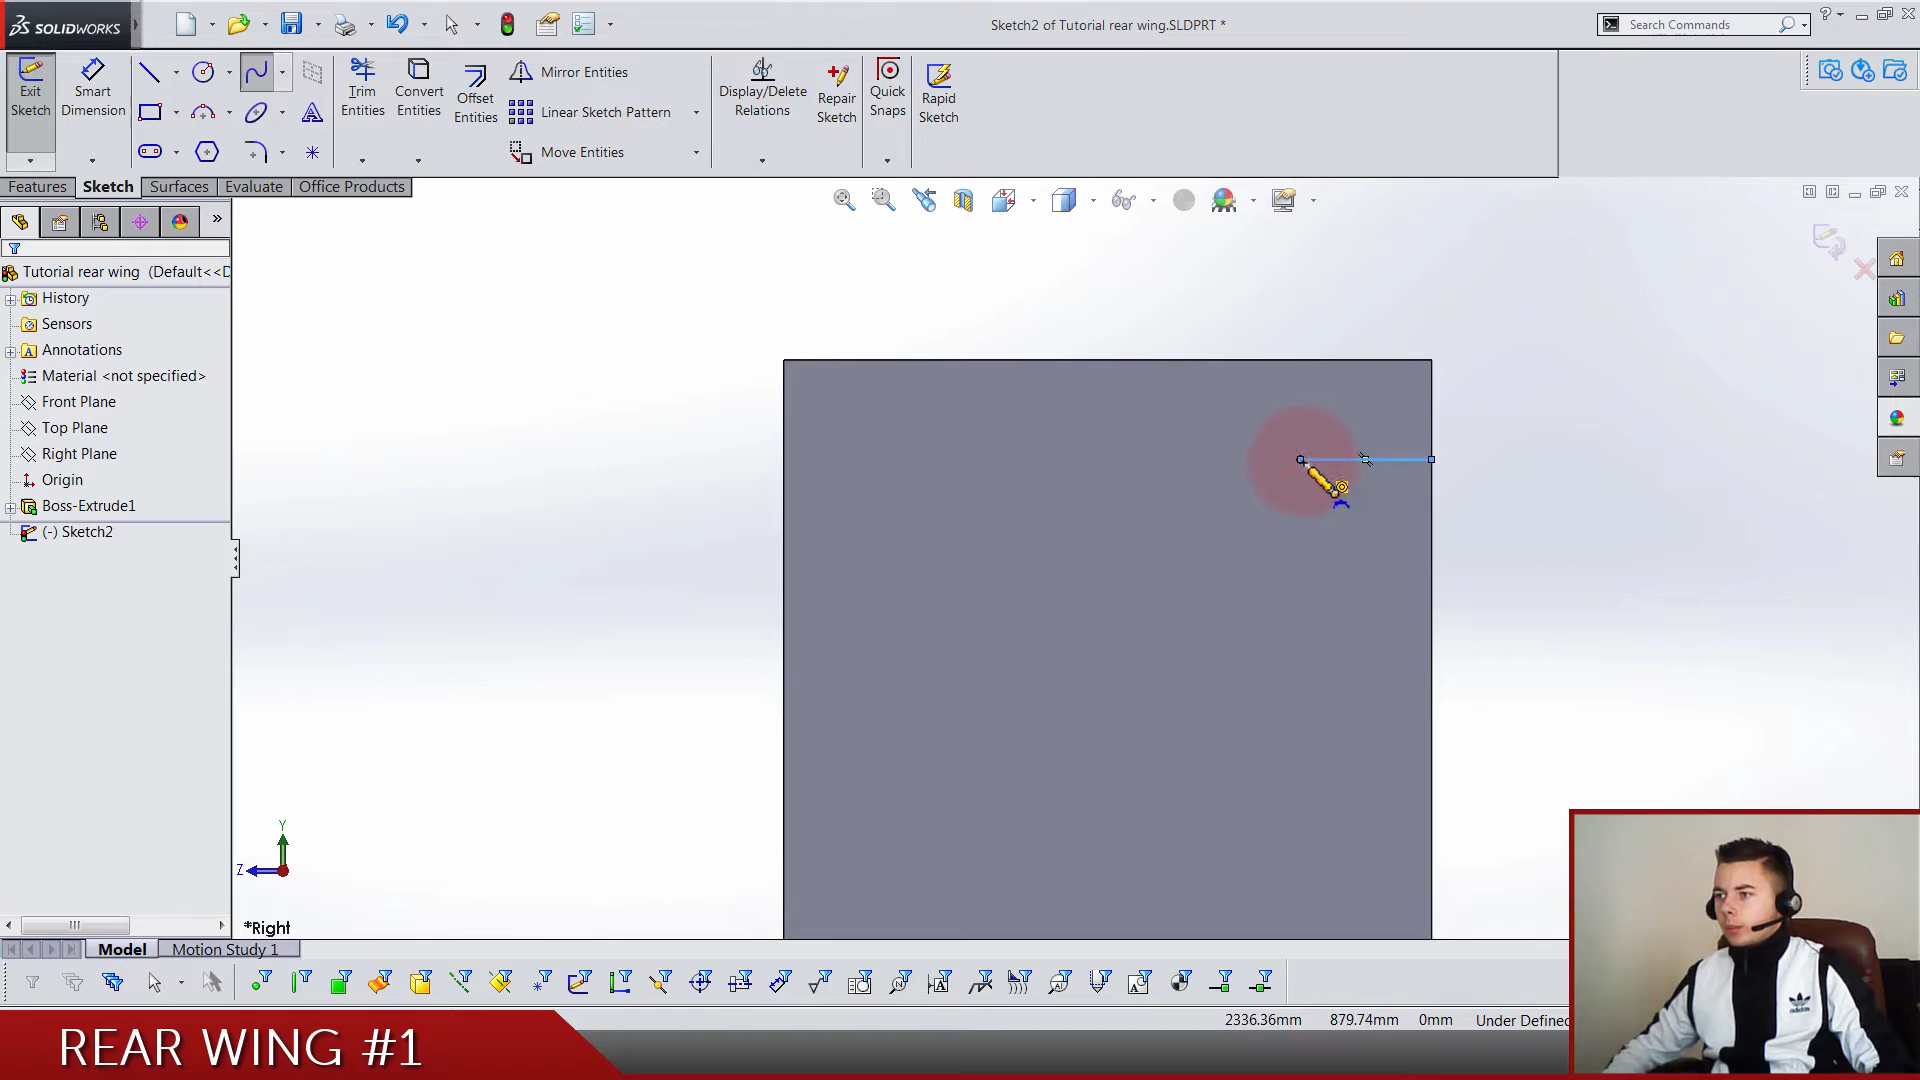 SOLIDWORKS
Sketch2 of Tutorial rear wing.SLDPRT *
Search Commands
Exit Sketch
Smart Dimension
Trim Entities
Convert Entities
Offset Entities
Mirror Entities
Linear Sketch Pattern
Move Entities
Display/Delete Relations
Repair Sketch
Quick Snaps
Rapid Sketch
Features
Sketch
Surfaces
Evaluate
Office Products
Tutorial rear wing (Default<<D
History
Sensors
Annotations
Material <not specified>
Front Plane
Top Plane
Right Plane
Origin
Boss-Extrude1
(-) Sketch2
Y
Z
*Right
Model
Motion Study 1
2336.36mm 879.74mm 0mm Under Defined
REAR WING #1
adidas